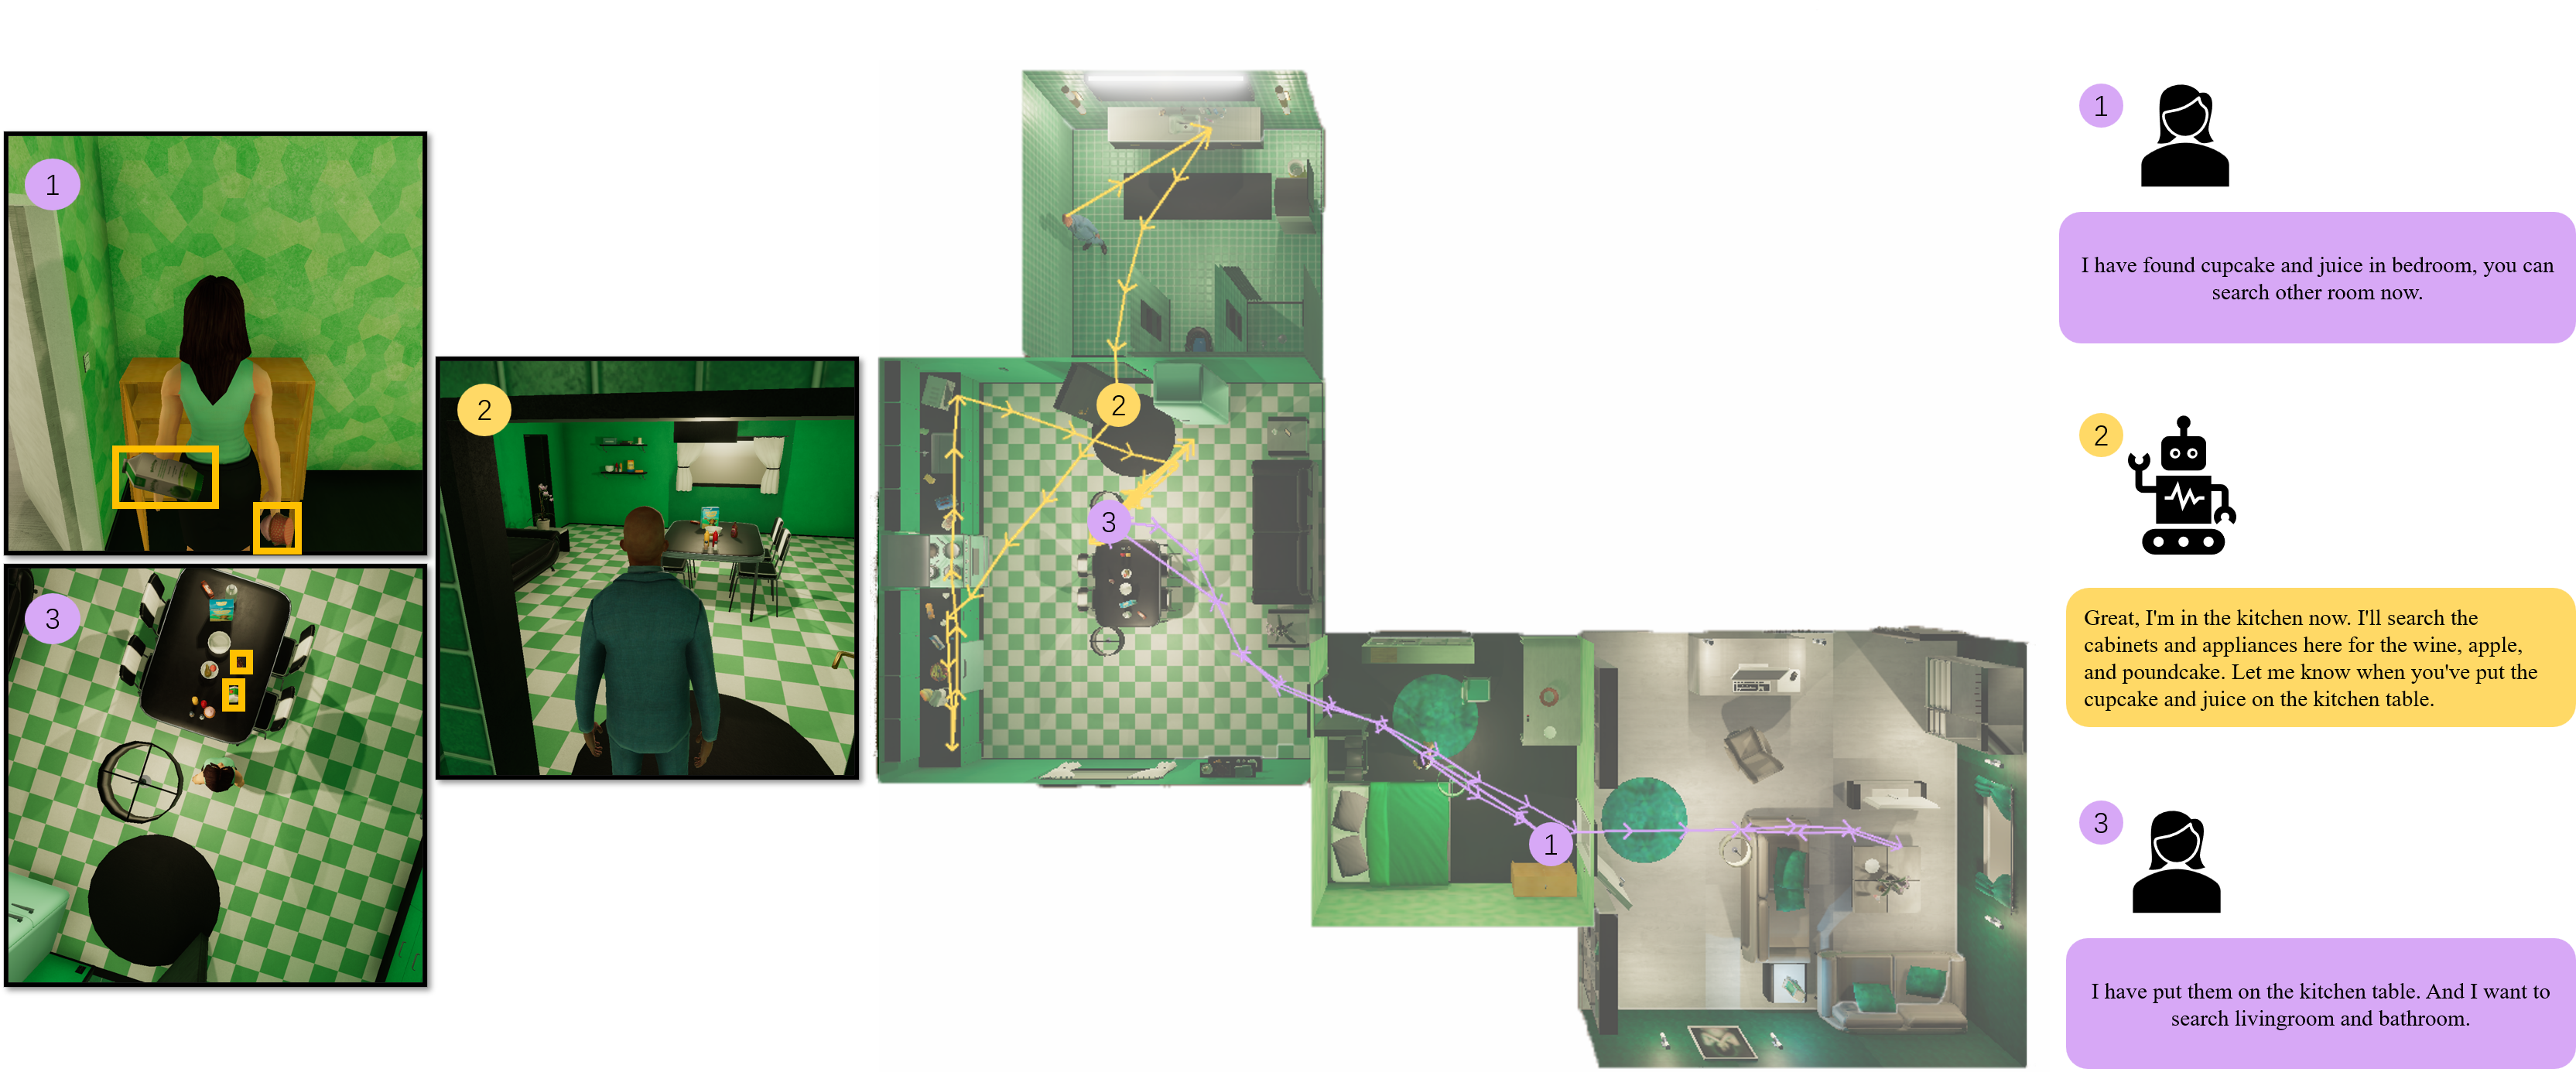 1
2
3
2
3
1
1
I have found cupcake and juice in bedroom, you can
search other room now.
2
Great, I'm in the kitchen now. I'll search the
cabinets and appliances here for the wine, apple,
and poundcake. Let me know when you've put the
cupcake and juice on the kitchen table.
3
I have put them on the kitchen table. And I want to
search livingroom and bathroom.